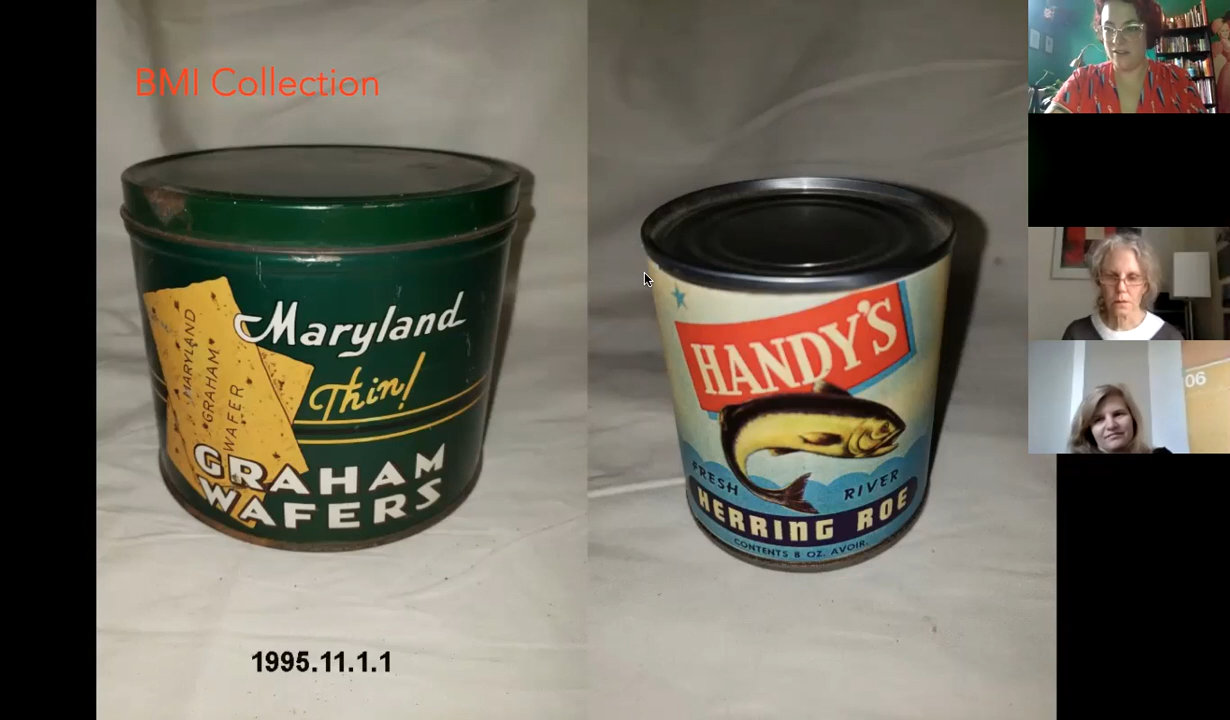 BMI Collection
Maryland
Thin!
MARYLAND
GRAHAM
WAFER
GRAHAM
WAFERS
1995.11.1.1
HANDY'S
FRESH RIVER
HERRING ROE
CONTENTS 8 OZ. AVOIR.
06